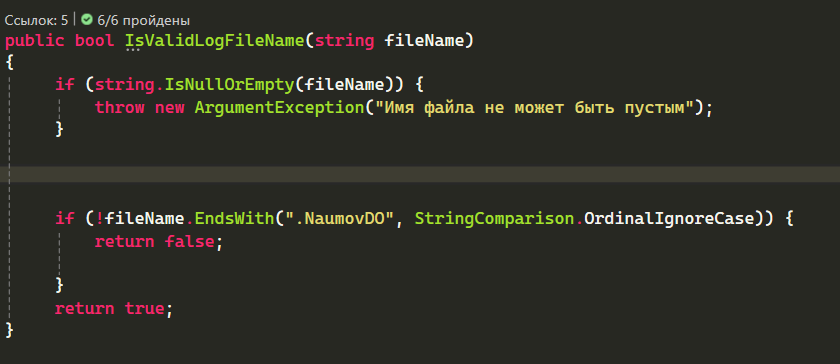 Ссылок: 5 | 6/6 пройдены
public bool IsValidLogFileName(string fileName)
{
if (string.IsNullOrEmpty(fileName)) {
throw new ArgumentException("Имя файла не может быть пустым");
}
if (!fileName.EndsWith(".NaumovDO", StringComparison.OrdinalIgnoreCase)) {
return false;
}
return true;
}